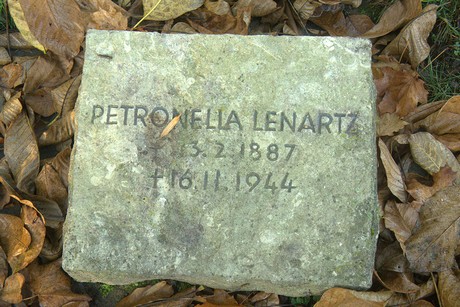 PETRONELLA LENARTZ
3.2.1887
† 16.11.1944